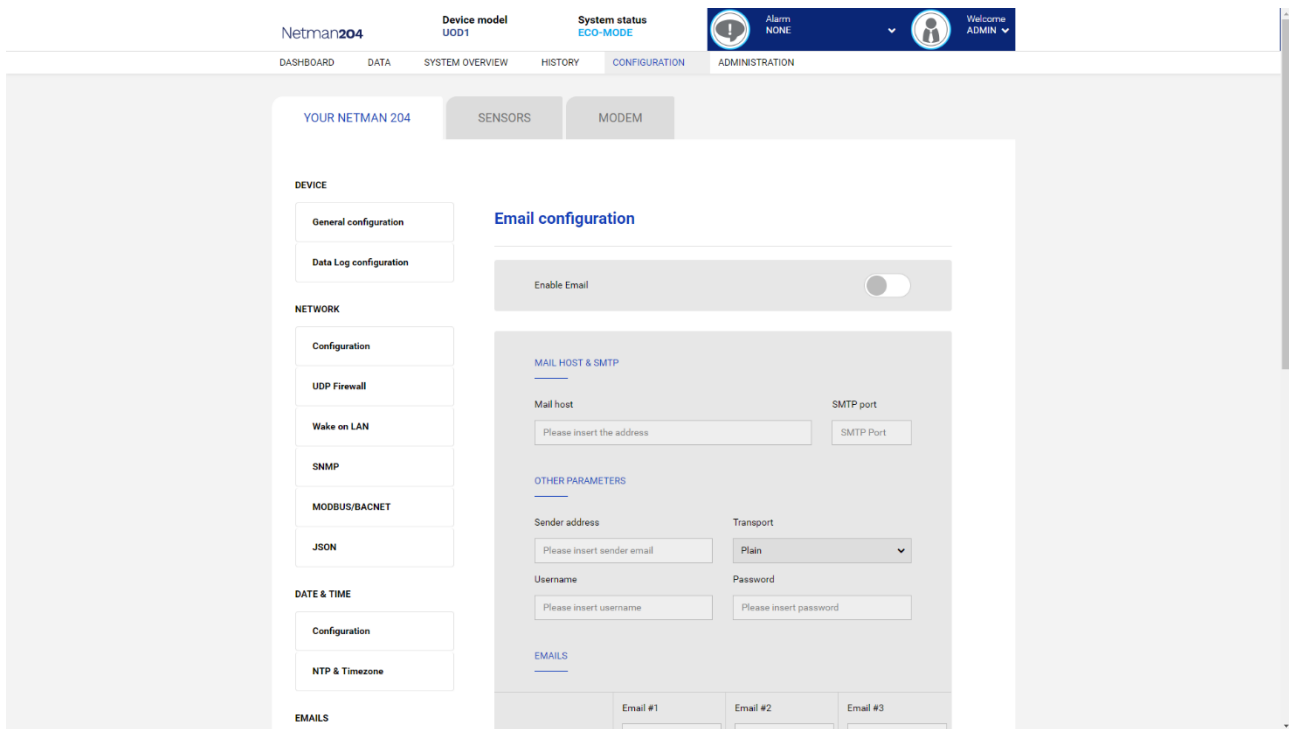 Netman204
Device model
UOD1
System status
ECO-MODE
Alarm
NONE
Welcome
ADMIN
DASHBOARD DATA SYSTEM OVERVIEW HISTORY CONFIGURATION ADMINISTRATION
YOUR NETMAN 204 SENSORS MODEM
DEVICE
General configuration
Data Log configuration
NETWORK
Configuration
UDP Firewall
Wake on LAN
SNMP
MODBUS/BACNET
JSON
DATE & TIME
Configuration
NTP & Timezone
EMAILS
Email configuration
Enable Email
MAIL HOST & SMTP
Mail host SMTP port
Please insert the address SMTP Port
OTHER PARAMETERS
Sender address Transport
Please insert sender email Plain
Username Password
Please insert username Please insert password
EMAILS
Email #1 Email #2 Email #3